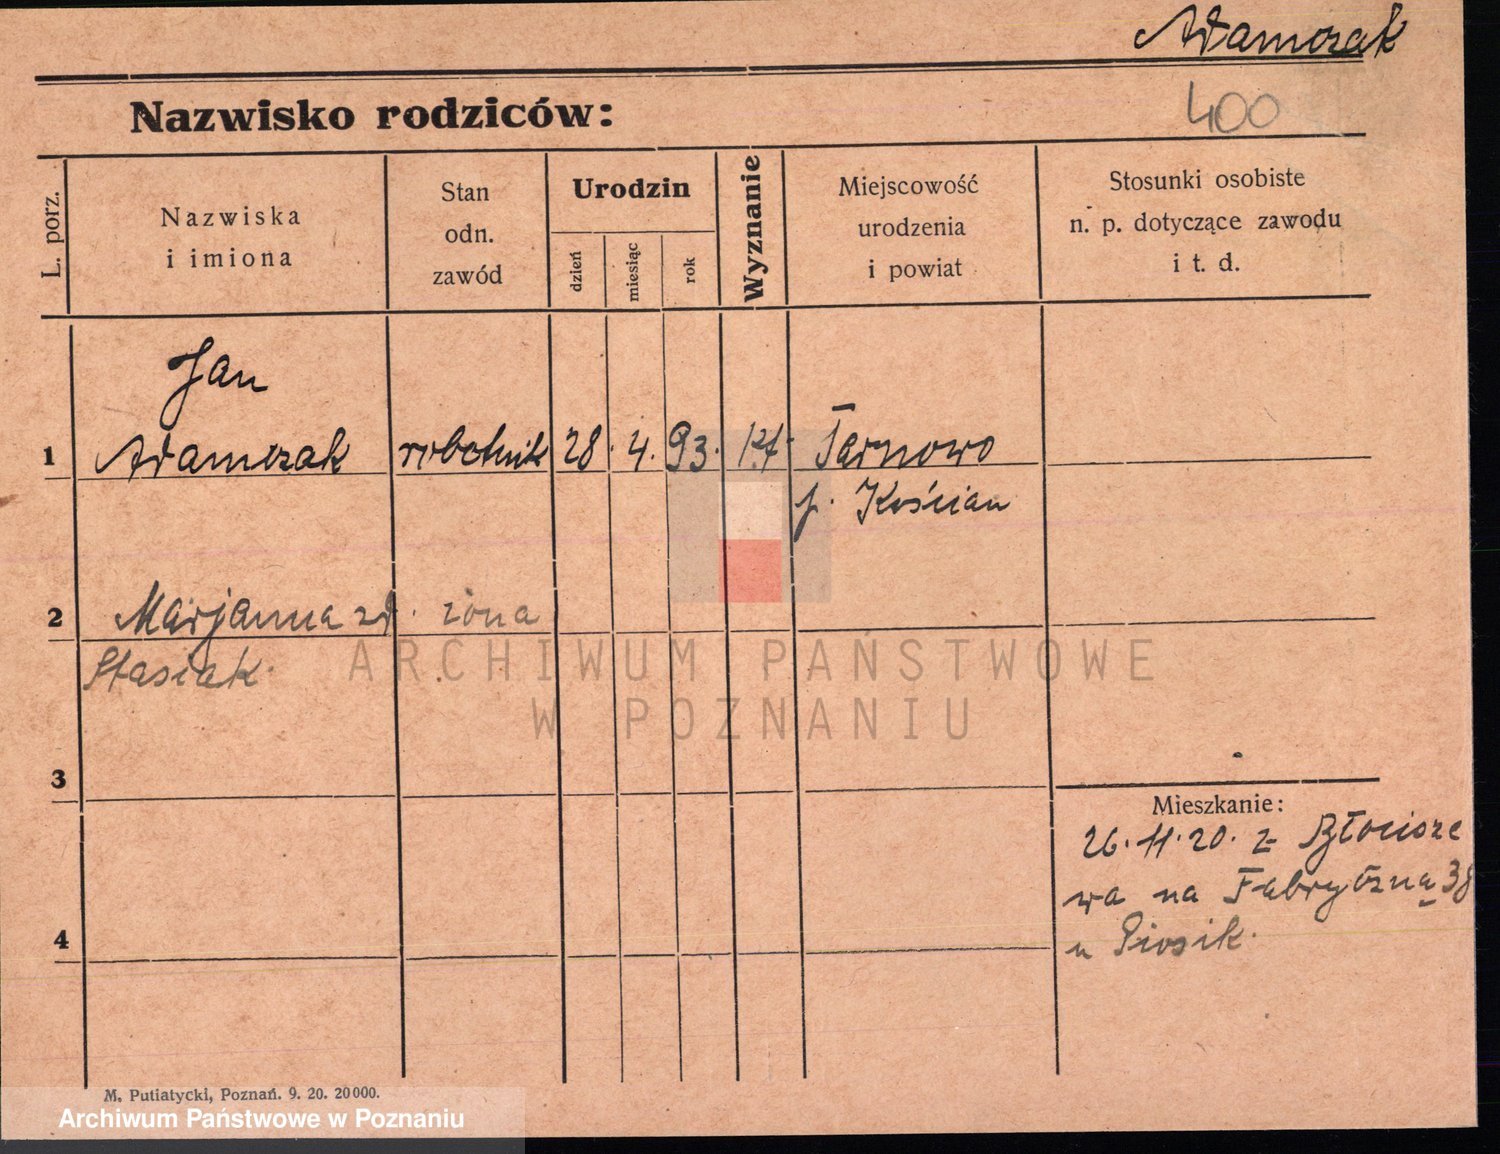 Adamczak
400
Nazwisko rodziców:
L. porz.
Nazwiska
i imiona
Stan
odn.
zawód
Urodzin
dzień
miesiąc
rok
Wyznanie
Miejscowość
urodzenia
i powiat
Stosunki osobiste
n. p. dotyczące zawodu
i t. d.
Jan
1 Adamczak robotnik 28. 4. 93. kt. Tarnowo
p. Kościan
2 Marjanna zd. żona
Stasiak.
ARCHIWUM PAŃSTWOWE
W POZNANIU
3
Mieszkanie:
26.11.20. z Błocisze
wa na Fabryczną 38
4
u Piosik.
M. Putiatycki, Poznań. 9. 20. 20000.
Archiwum Państwowe w Poznaniu